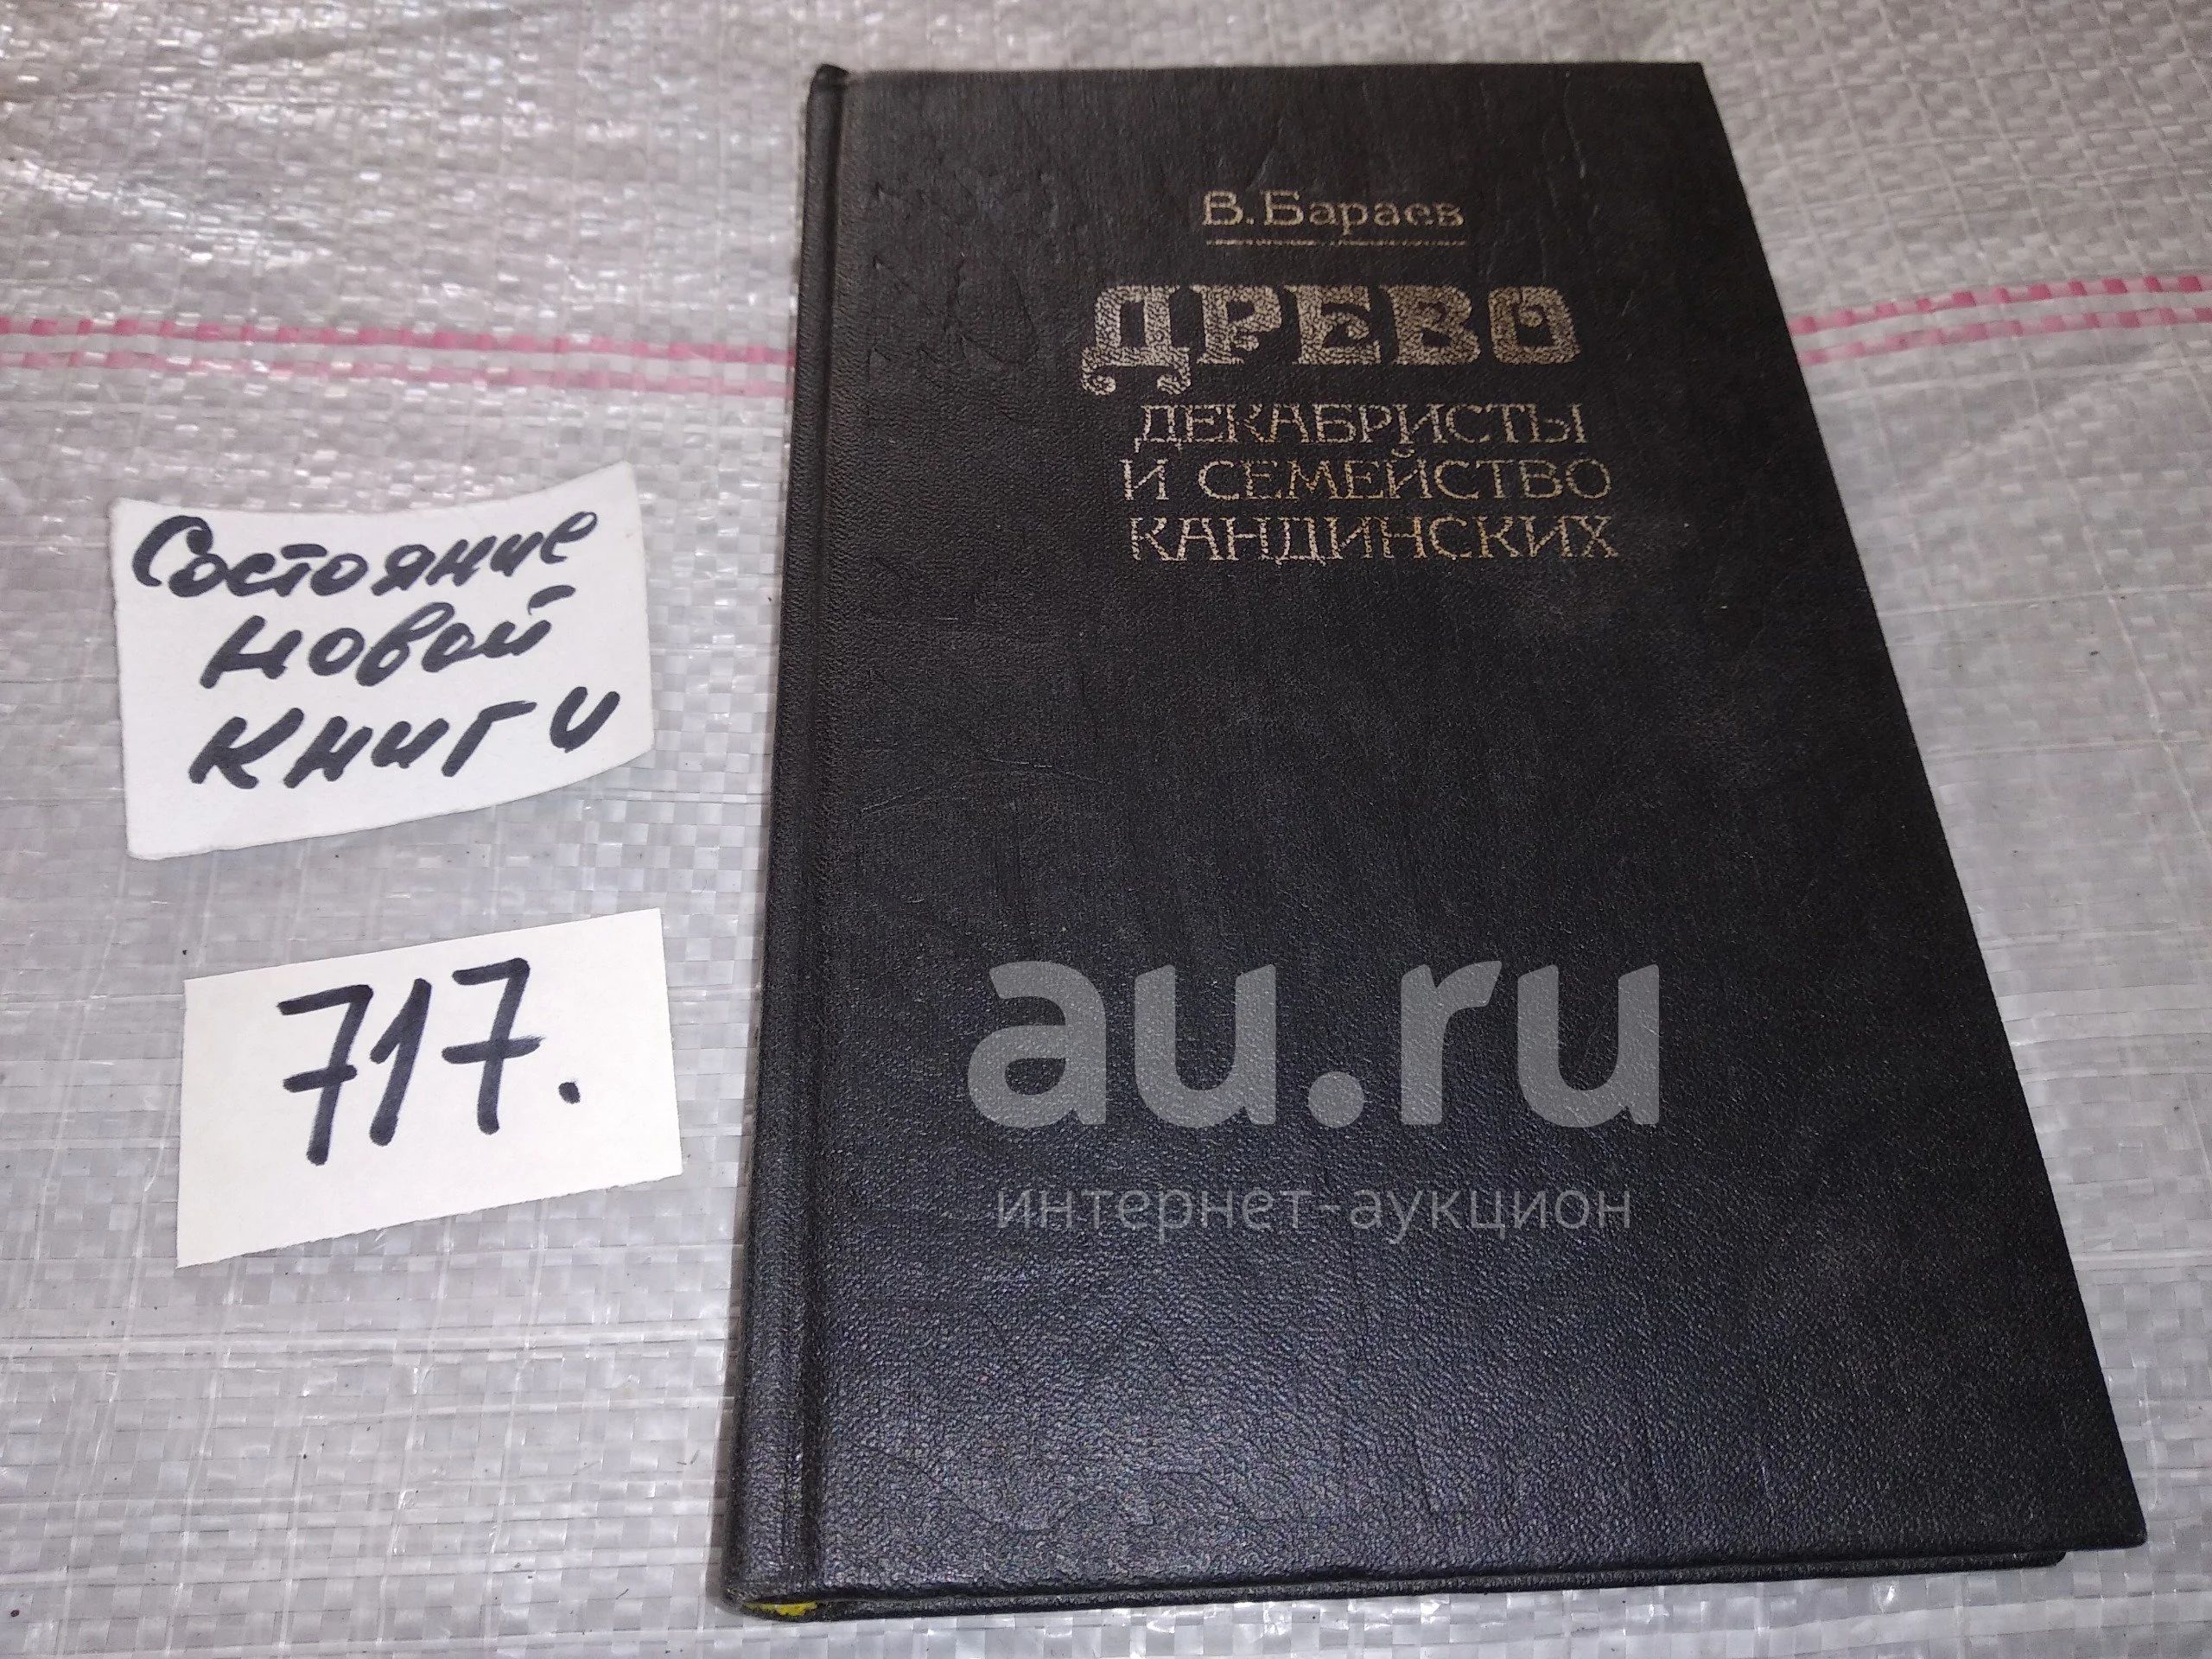 В. Бараев
ДРЕВО
ДЕКАБРИСТЫ
И СЕМЕЙСТВО
КАНДИНСКИХ
Состояние
новой
книги
717.
au.ru
интернет-аукцион